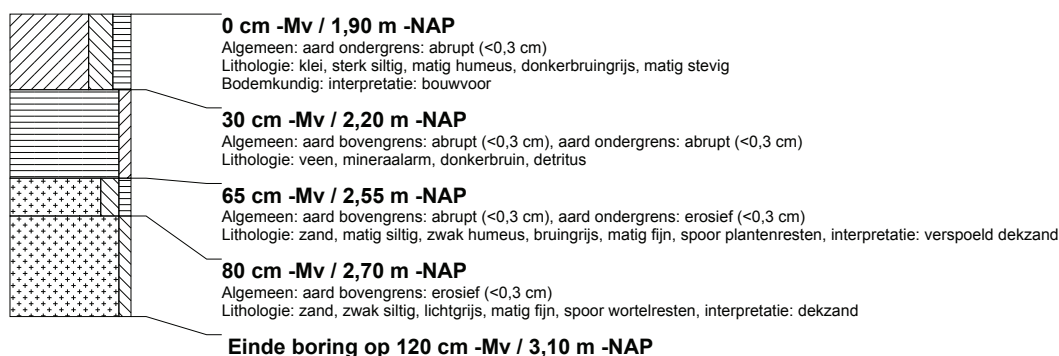 0 cm -Mv / 1,90 m -NAP
Algemeen: aard ondergrens: abrupt (<0,3 cm)
Lithologie: klei, sterk siltig, matig humeus, donkerbruingrijs, matig stevig
Bodemkundig: interpretatie: bouwvoor
30 cm -Mv / 2,20 m -NAP
Algemeen: aard bovengrens: abrupt (<0,3 cm), aard ondergrens: abrupt (<0,3 cm)
Lithologie: veen, mineraalarm, donkerbruin, detritus
65 cm -Mv / 2,55 m -NAP
Algemeen: aard bovengrens: abrupt (<0,3 cm), aard ondergrens: erosief (<0,3 cm)
Lithologie: zand, matig siltig, zwak humeus, bruingrijs, matig fijn, spoor plantenresten, interpretatie: verspoeld dekzand
80 cm -Mv / 2,70 m -NAP
Algemeen: aard bovengrens: erosief (<0,3 cm)
Lithologie: zand, zwak siltig, lichtgrijs, matig fijn, spoor wortelresten, interpretatie: dekzand
Einde boring op 120 cm -Mv / 3,10 m -NAP